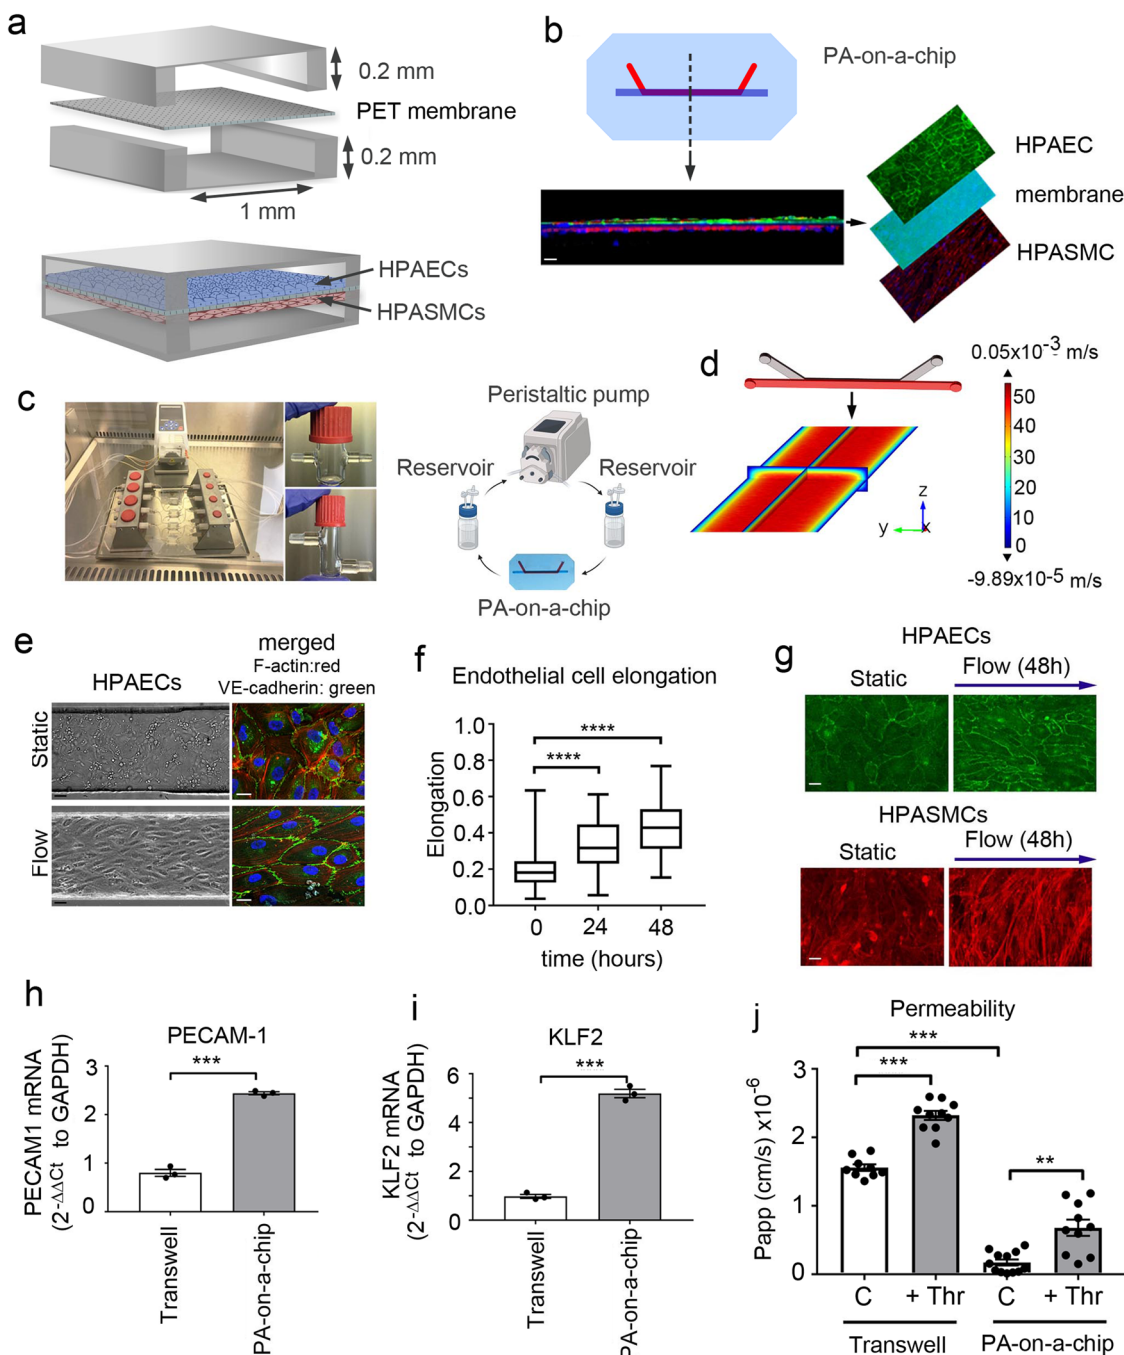 a
0.2 mm
PET membrane
0.2 mm
1 mm
HPAECs
HPASMCs
b
PA-on-a-chip
HPAEC
membrane
HPASMC
c
Peristaltic pump
Reservoir
Reservoir
PA-on-a-chip
d
0.05x10-3 m/s
50
40
30
20
10
0
-9.89x10-5 m/s
z
y
x
e
merged
F-actin:red
HPAECs
VE-cadherin: green
Static
Flow
f
Endothelial cell elongation
Elongation
1.0
0.8
0.6
0.4
0.2
0.0
****
****
0
24
48
time (hours)
g
HPAECs
Static
Flow (48h)
HPASMCs
Static
Flow (48h)
h
PECAM-1
PECAM1 mRNA
(2-ΔΔCt to GAPDH)
3
2
1
0
***
Transwell
PA-on-a-chip
i
KLF2
KLF2 mRNA
(2-ΔΔCt to GAPDH)
6
4
2
0
***
Transwell
PA-on-a-chip
j
Permeability
Papp (cm/s) x10-6
3
2
1
0
***
***
**
C
+ Thr
C
+ Thr
Transwell
PA-on-a-chip